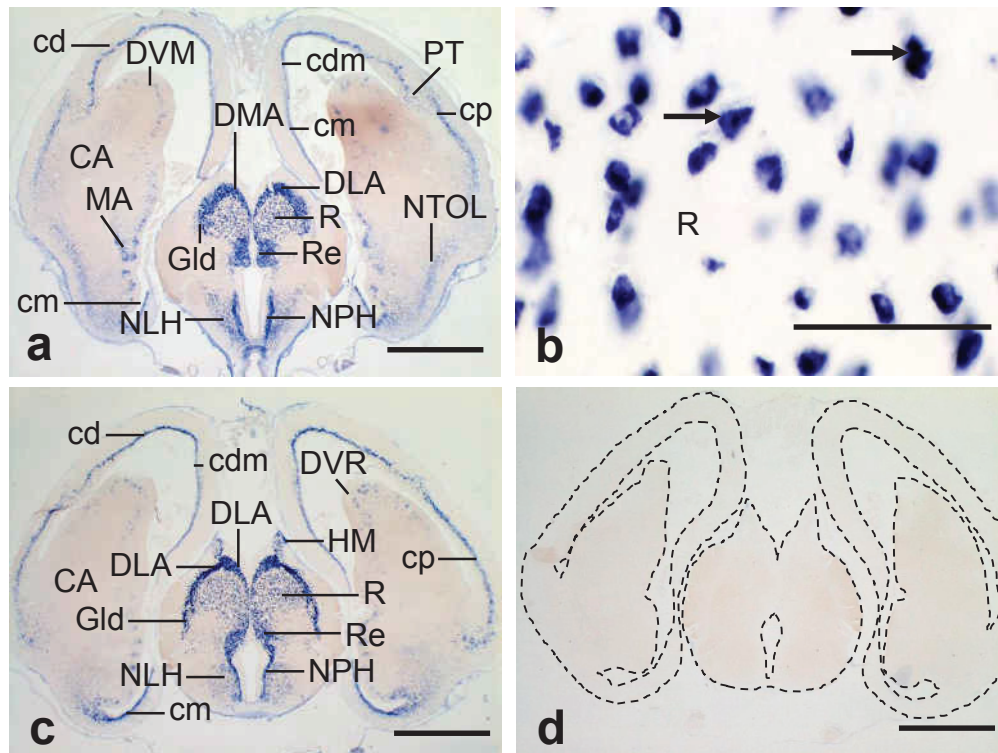 cd
DVM
cdm
PT
cp
cm
DMA
CA
DLA
MA
R
NTOL
Gld
Re
cm
NLH
NPH
a
R
b
cd
cdm
DVR
DLA
HM
DLA
cp
CA
R
Gld
Re
NLH
NPH
cm
c
d